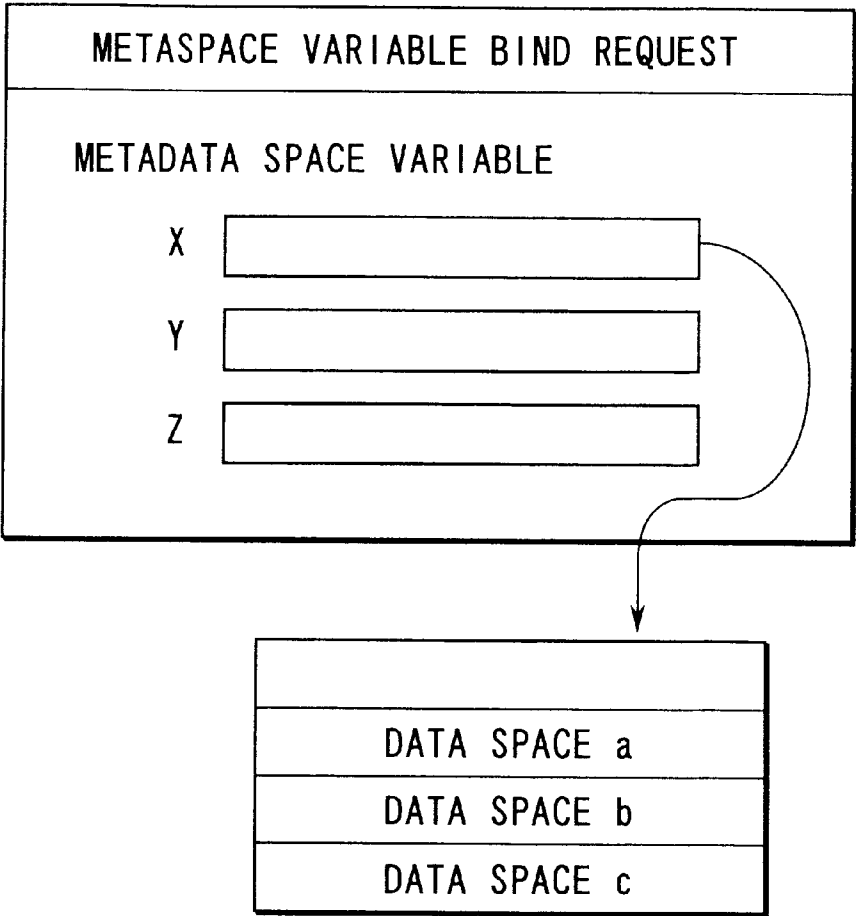 METASPACE VARIABLE BIND REQUEST
METADATA SPACE VARIABLE
X
Y
Z
DATA SPACE a
DATA SPACE b
DATA SPACE c